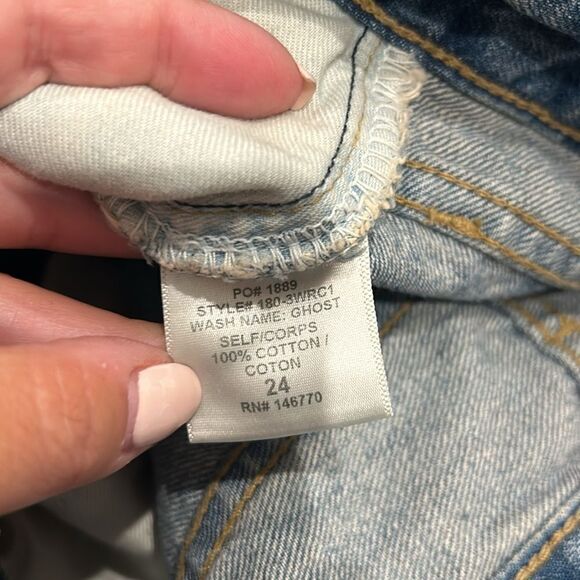 PO# 1889
STYLE# 180-3WRC1
WASH NAME: GHOST
SELF/CORPS
100% COTTON /
COTON
24
RN# 146770